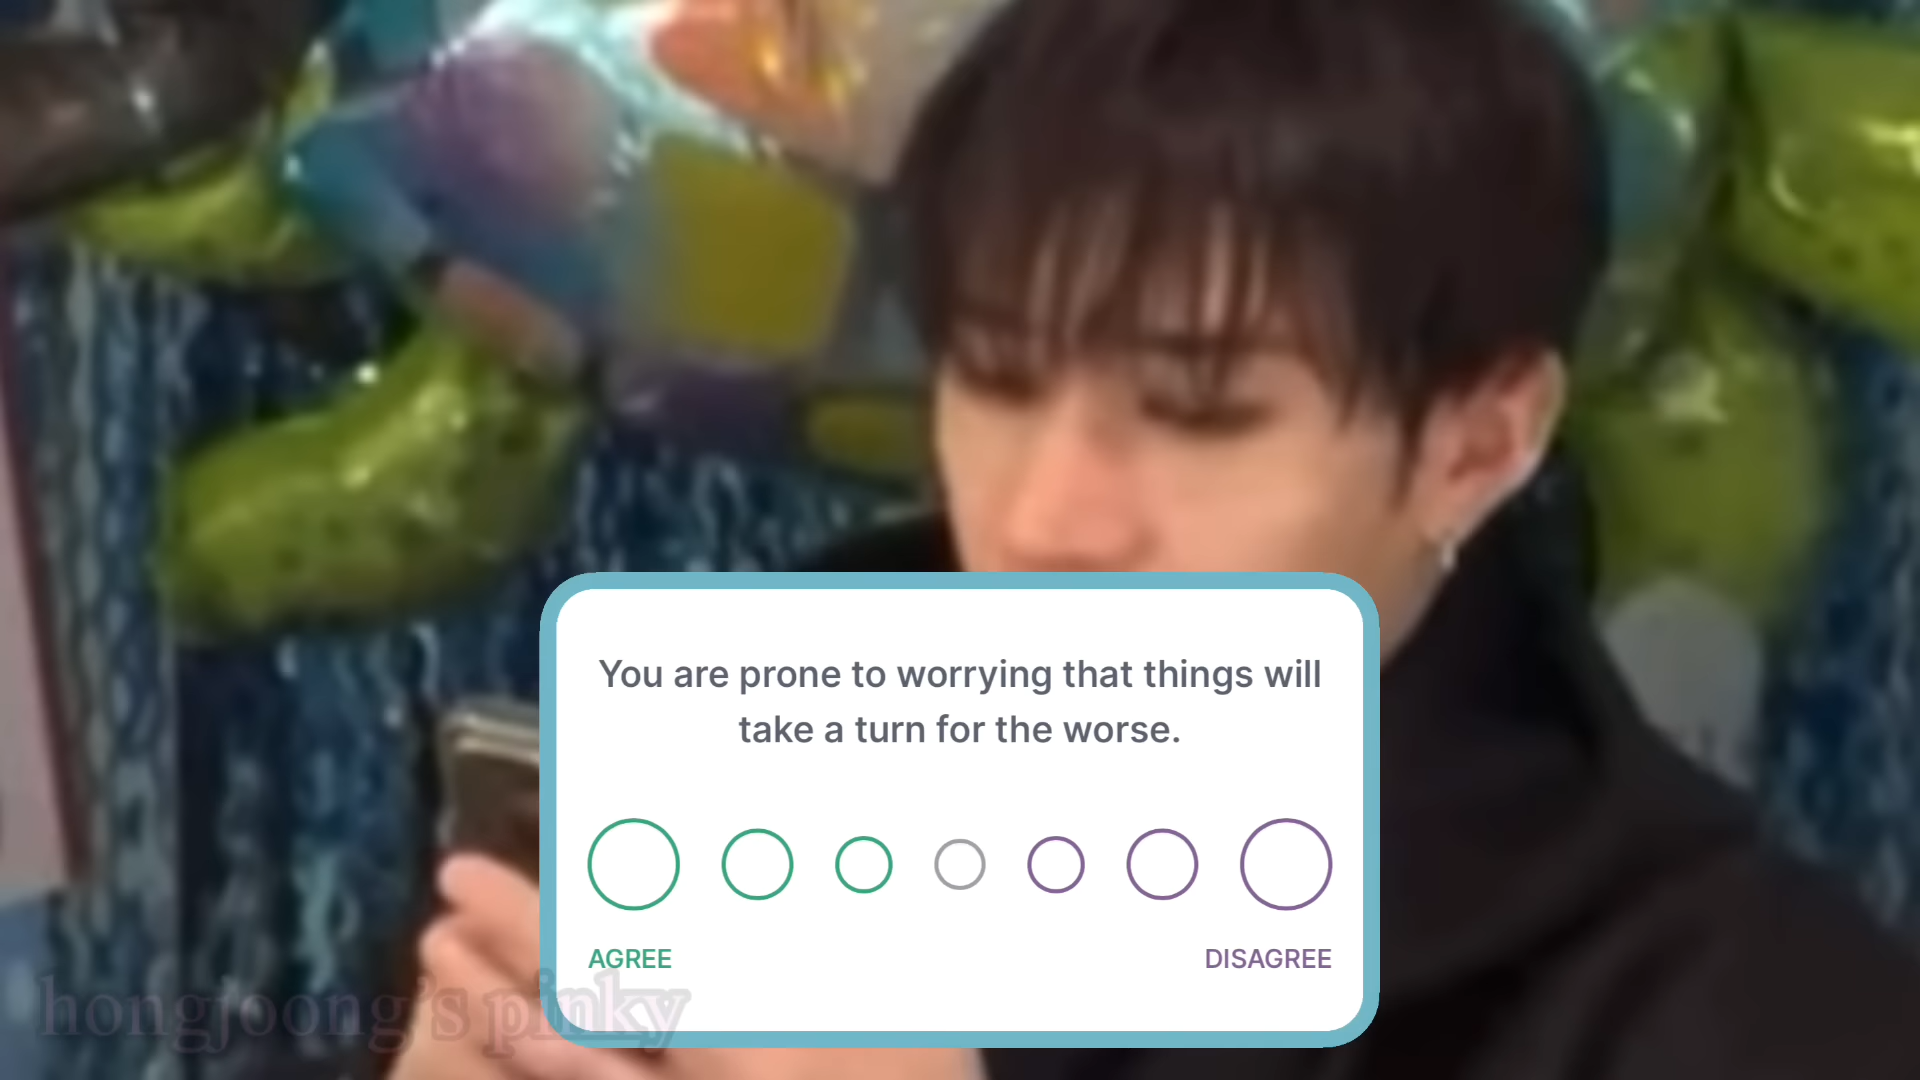 You are prone to worrying that things will
take a turn for the worse.
AGREE
DISAGREE
hongjoong's pinky